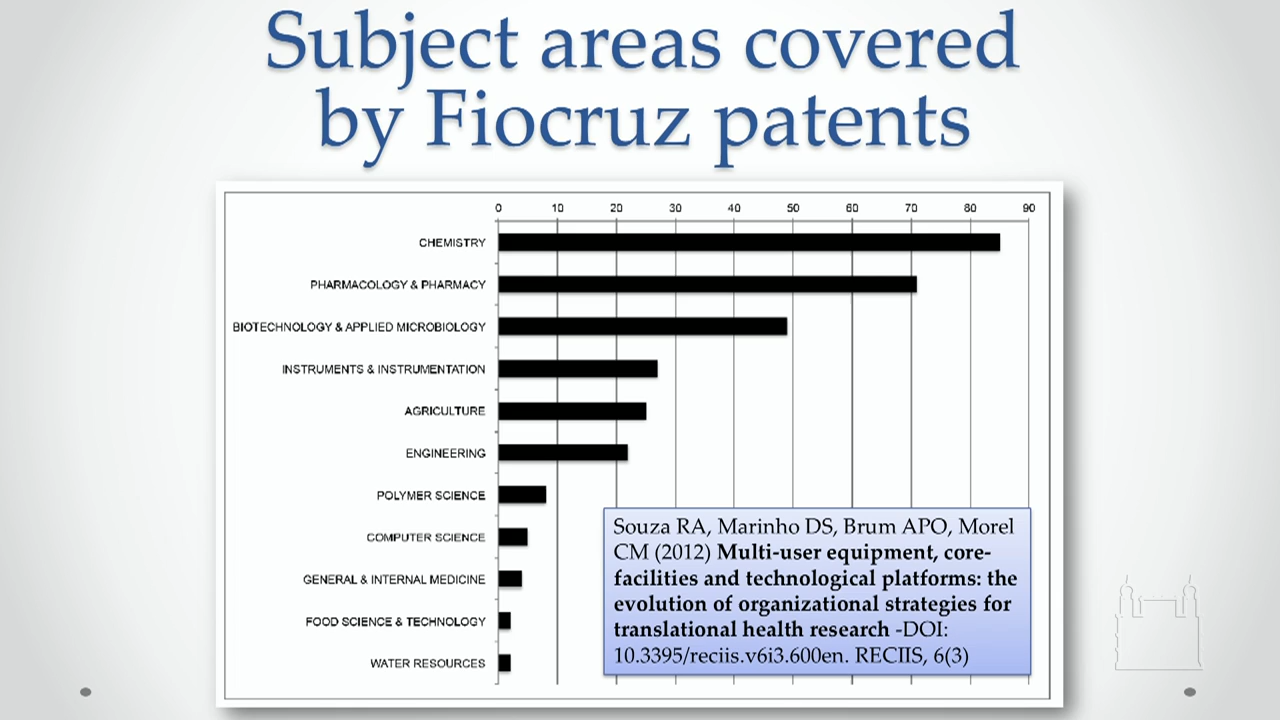 Subject areas covered
by Fiocruz patents
0 10 20 30 40 50 60 70 80 90
CHEMISTRY
PHARMACOLOGY & PHARMACY
BIOTECHNOLOGY & APPLIED MICROBIOLOGY
INSTRUMENTS & INSTRUMENTATION
AGRICULTURE
ENGINEERING
POLYMER SCIENCE
COMPUTER SCIENCE
GENERAL & INTERNAL MEDICINE
FOOD SCIENCE & TECHNOLOGY
WATER RESOURCES
Souza RA, Marinho DS, Brum APO, Morel
CM (2012) Multi-user equipment, core-
facilities and technological platforms: the
evolution of organizational strategies for
translational health research -DOI:
10.3395/reciis.v6i3.600en. RECIIS, 6(3)